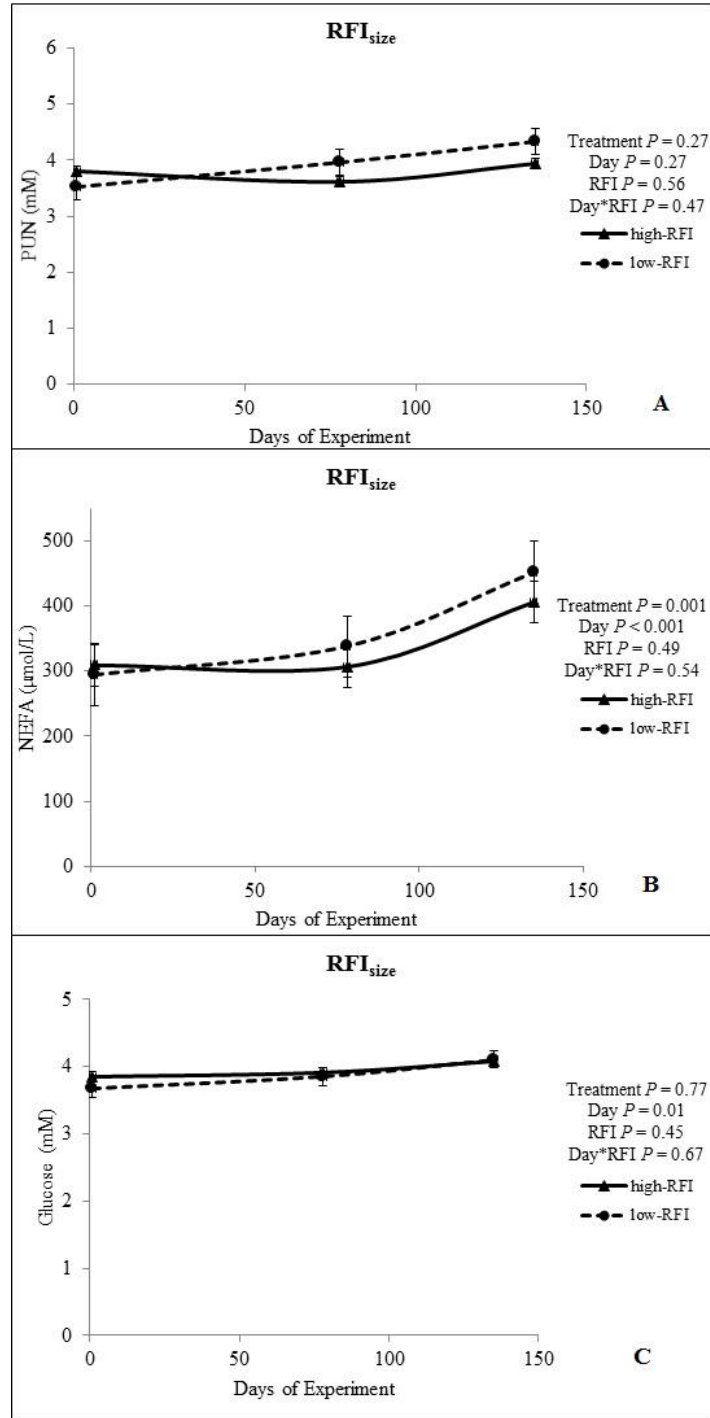 RFIsize
6
5
4
3
2
1
0
PUN (mM)
0
50
100
150
Days of Experiment
Treatment P = 0.27
Day P = 0.27
RFI P = 0.56
Day*RFI P = 0.47
high-RFI
low-RFI
A
RFIsize
500
400
300
200
100
0
NEFA (µmol/L)
0
50
100
150
Days of Experiment
Treatment P = 0.001
Day P < 0.001
RFI P = 0.49
Day*RFI P = 0.54
high-RFI
low-RFI
B
RFIsize
5
4
3
2
1
0
Glucose (mM)
0
50
100
150
Days of Experiment
Treatment P = 0.77
Day P = 0.01
RFI P = 0.45
Day*RFI P = 0.67
high-RFI
low-RFI
C